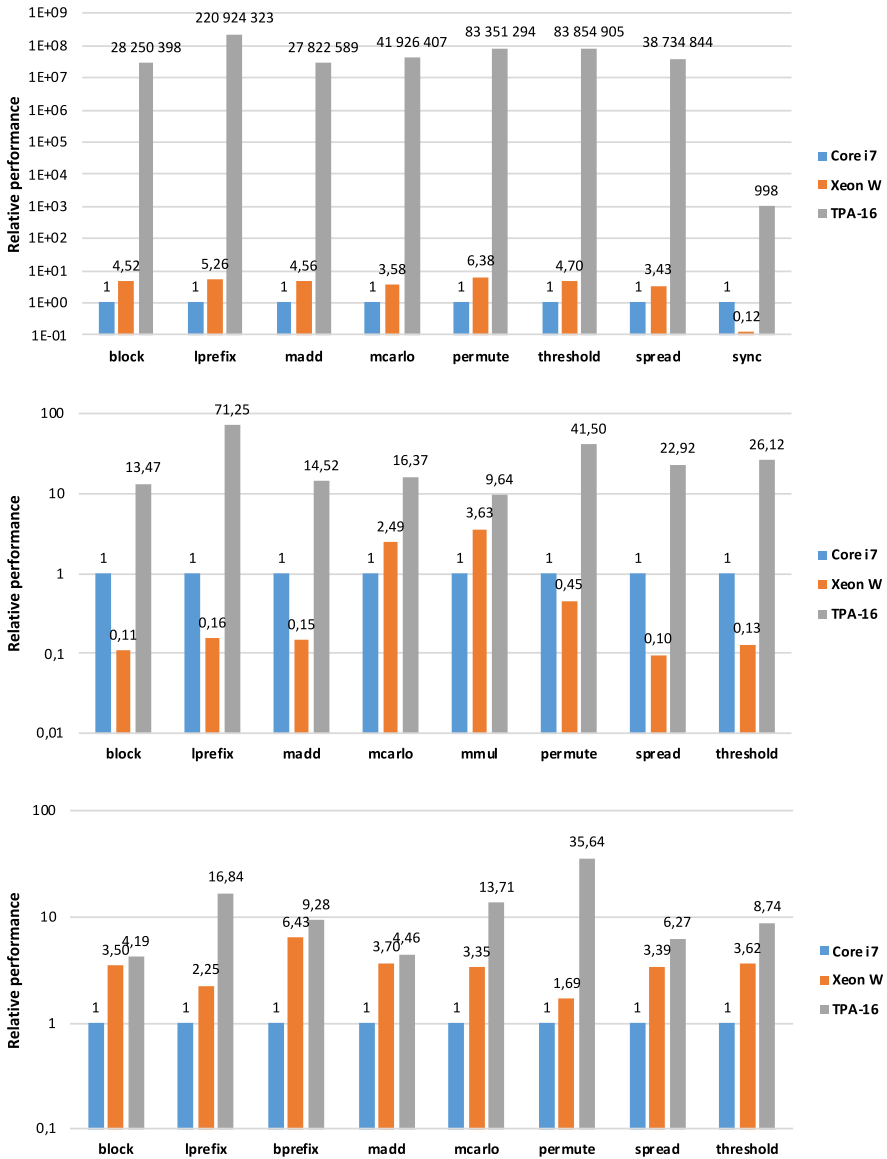 1E+09
220 924 323
1E+08
28 250 398
27 822 589
41 926 407
83 351 294
83 854 905
38 734 844
1E+07
1E+06
1E+05
1E+04
1E+03
998
1E+02
1E+01
1E+00
1E-01
Relative performance
1 4,52
1 5,26
1 4,56
1 3,58
1 6,38
1 4,70
1 3,43
1 0,12
block lprefix madd mcarlo permute threshold spread sync
Core i7
Xeon W
TPA-16
100
10
1
0,1
0,01
Relative performance
1 0,11 13,47
1 0,16 71,25
1 0,15 14,52
1 2,49 16,37
1 3,63 9,64
1 0,45 41,50
1 0,10 22,92
1 0,13 26,12
block lprefix madd mcarlo mmul permute spread threshold
Core i7
Xeon W
TPA-16
100
10
1
0,1
Relative performance
1 3,50 4,19
1 2,25 16,84
1 6,43 9,28
1 3,70 4,46
1 3,35 13,71
1 1,69 35,64
1 3,39 6,27
1 3,62 8,74
block lprefix bprefix madd mcarlo permute spread threshold
Core i7
Xeon W
TPA-16